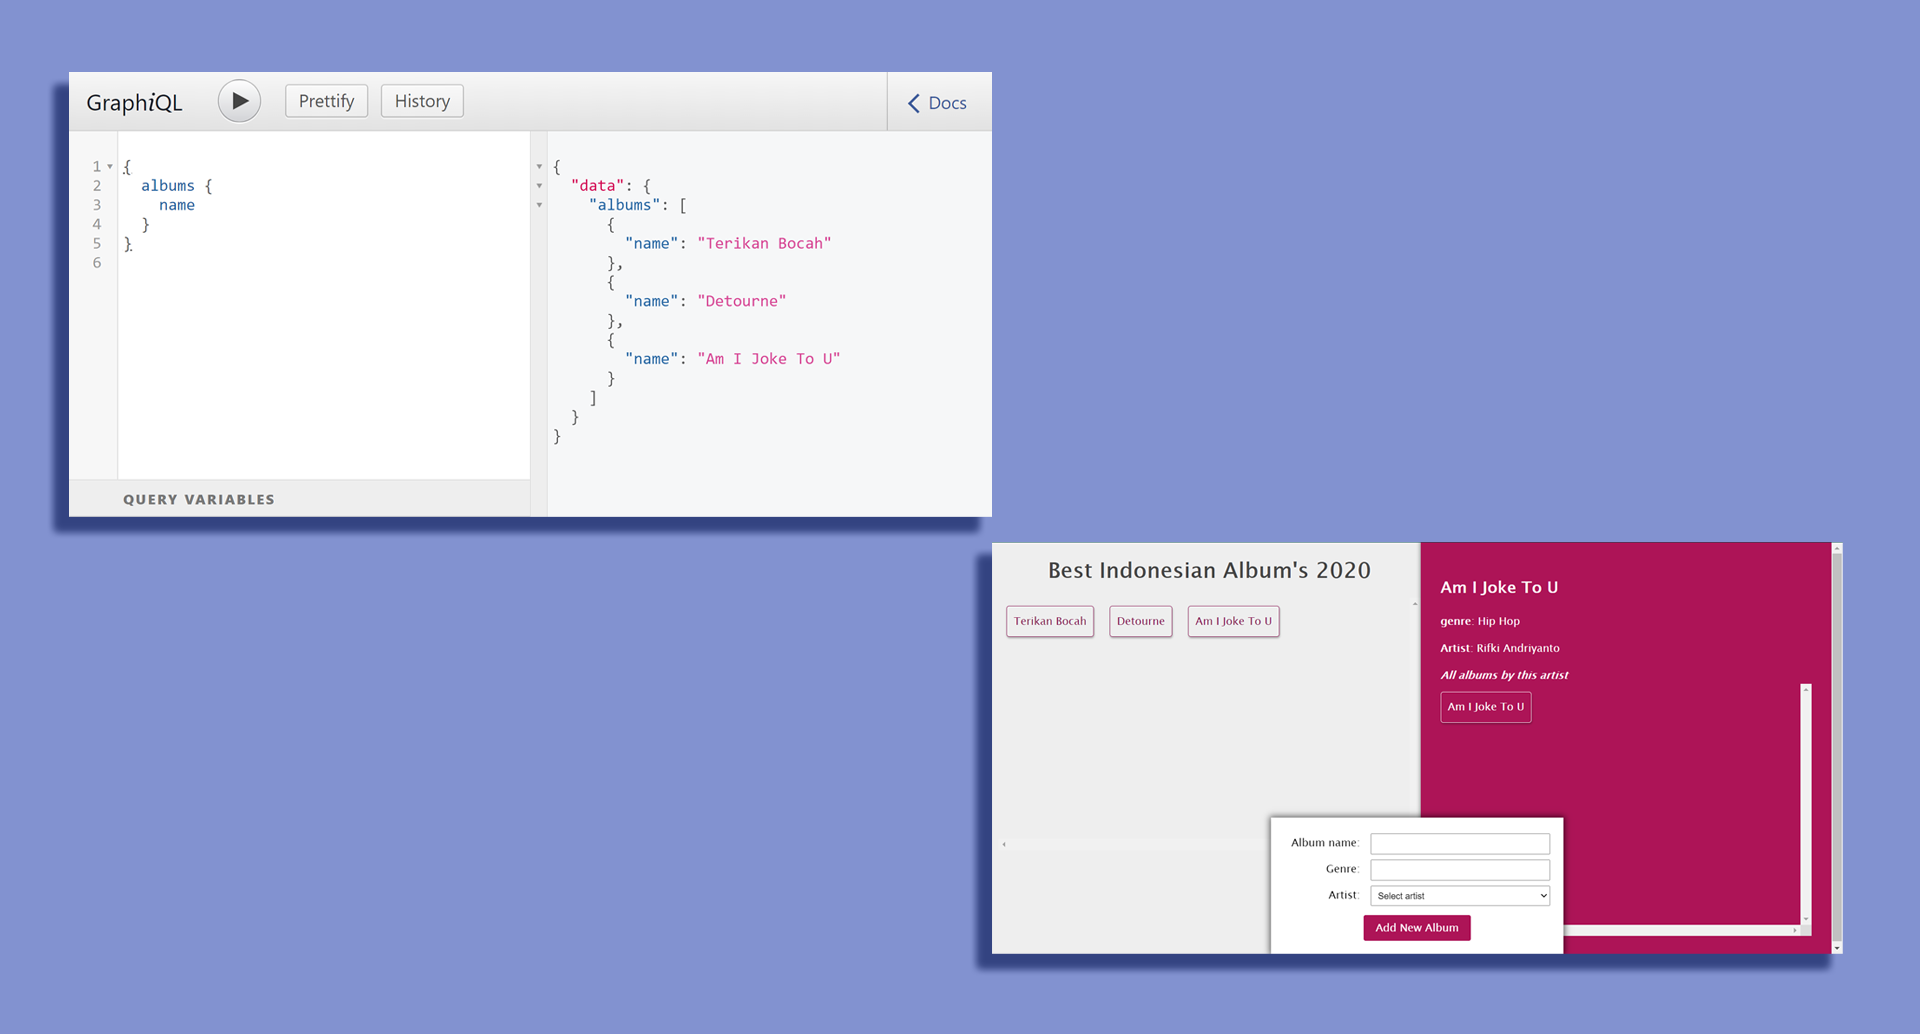 GraphiQL Prettify History Docs
1 {
2 albums {
3 name
4 }
5 }
6
QUERY VARIABLES
{
"data": {
"albums": [
{
"name": "Terikan Bocah"
},
{
"name": "Detourne"
},
{
"name": "Am I Joke To U"
}
]
}
}
Best Indonesian Album's 2020
Terikan Bocah Detourne Am I Joke To U
Am I Joke To U
genre: Hip Hop
Artist: Rifki Andriyanto
All albums by this artist
Am I Joke To U
Album name:
Genre:
Artist: Select artist
Add New Album